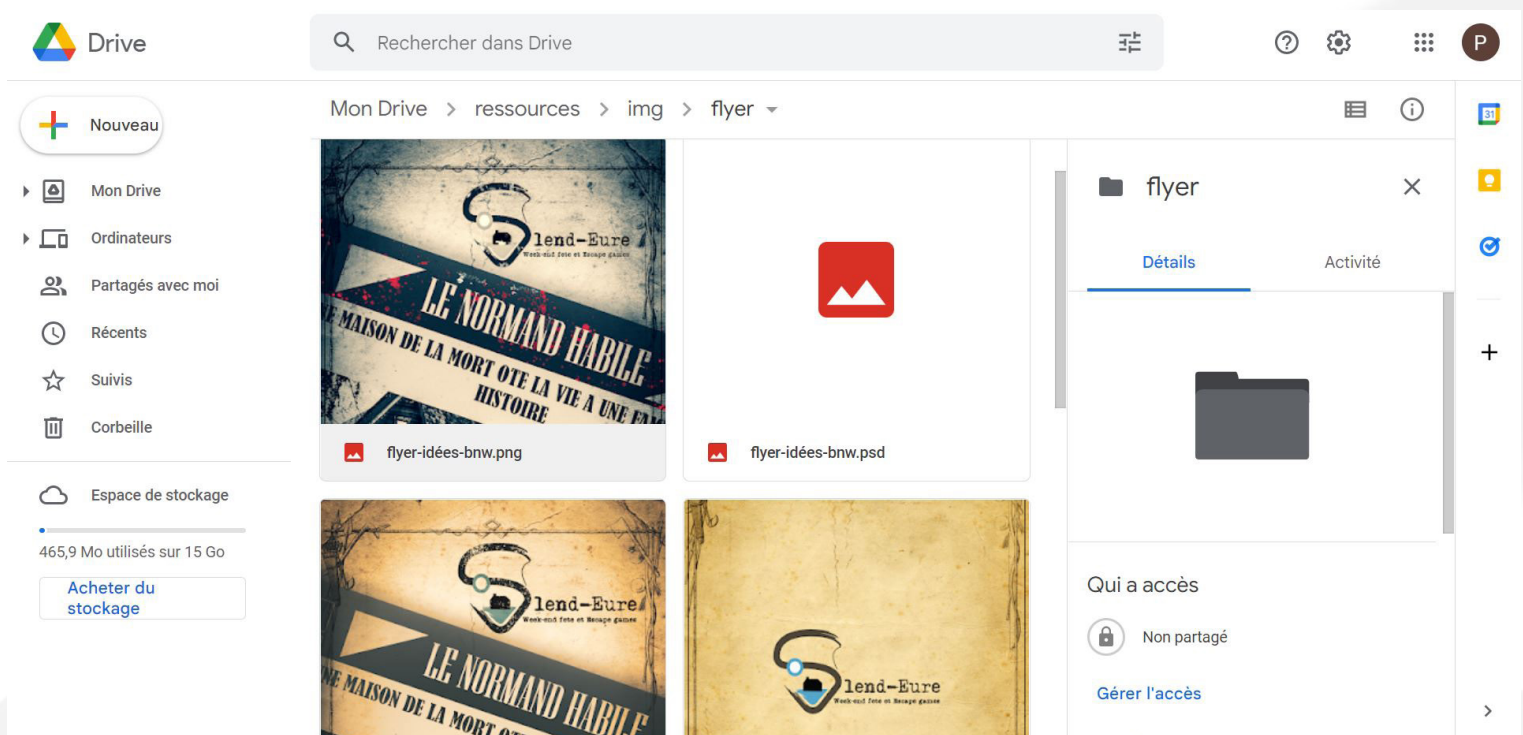 Drive
Rechercher dans Drive
P
Nouveau
Mon Drive
Ordinateurs
Partagés avec moi
Récents
Suivis
Corbeille
Espace de stockage
465,9 Mo utilisés sur 15 Go
Acheter du
stockage
Mon Drive > ressources > img > flyer
lend-Eure
Week-end fete et Escape games
LE NORMAND HABILE
E MAISON DE LA MORT OTE LA VIE A UNE FAM
HISTOIRE
flyer-idées-bnw.png
flyer-idées-bnw.psd
lend-Eure
Week-end fete et Escape games
LE NORMAND HABILE
NE MAISON DE LA MORT OT
lend-Eure
Week-end fete et Escape games
flyer
Détails
Activité
Qui a accès
Non partagé
Gérer l'accès
31